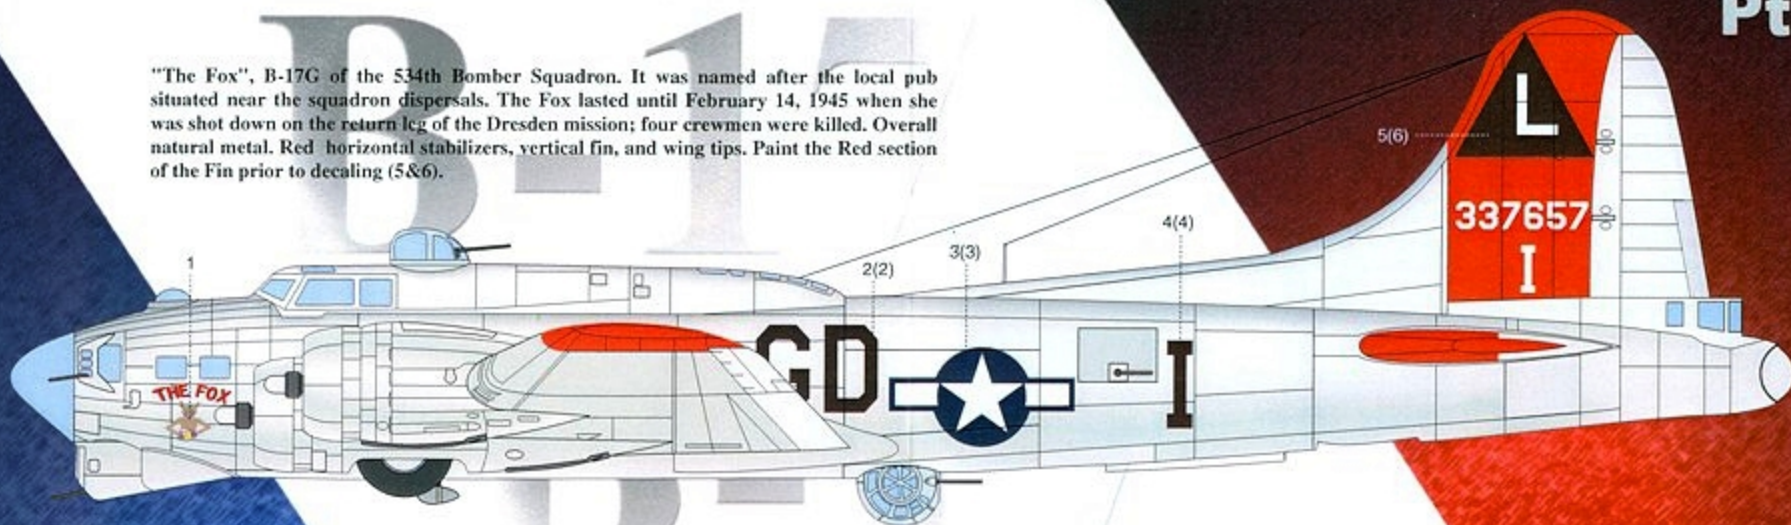 B-17
Pt
"The Fox", B-17G of the 534th Bomber Squadron. It was named after the local pub
situated near the squadron dispersals. The Fox lasted until February 14, 1945 when she
was shot down on the return leg of the Dresden mission; four crewmen were killed. Overall
natural metal. Red horizontal stabilizers, vertical fin, and wing tips. Paint the Red section
of the Fin prior to decaling (5&6).
L
5(6)
337657
I
4(4)
3(3)
2(2)
1
THE FOX
GD
I